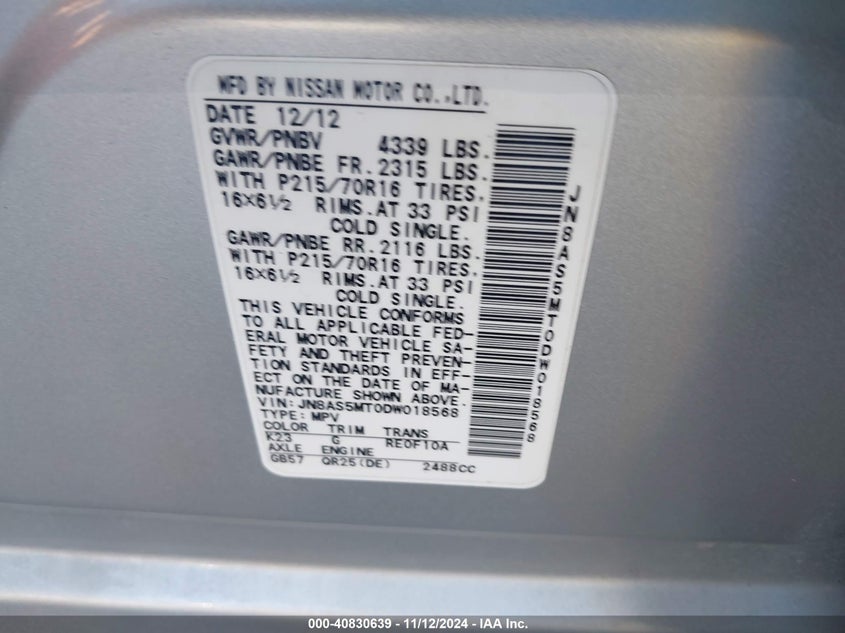 MFD BY NISSAN MOTOR CO.,LTD.
DATE 12/12
GVWR/PNBV 4339 LBS.
GAWR/PNBE FR. 2315 LBS.
WITH P215/70R16 TIRES.
16X6½ RIMS. AT 33 PSI
COLD SINGLE.
GAWR/PNBE RR. 2116 LBS.
WITH P215/70R16 TIRES.
16X6½ RIMS. AT 33 PSI
COLD SINGLE.
THIS VEHICLE CONFORMS
TO ALL APPLICABLE FED-
ERAL MOTOR VEHICLE SA-
FETY AND THEFT PREVEN-
TION STANDARDS IN EFF-
ECT ON THE DATE OF MA-
NUFACTURE SHOWN ABOVE.
VIN: JN8AS5MT0DW018568
TYPE: MPV
COLOR TRIM TRANS
K23 G RE0F10A
AXLE ENGINE
GB57 QR25(DE) 2488CC
JN8AS5MT0DW018568
000-40830639 - 11/12/2024 - IAA Inc.